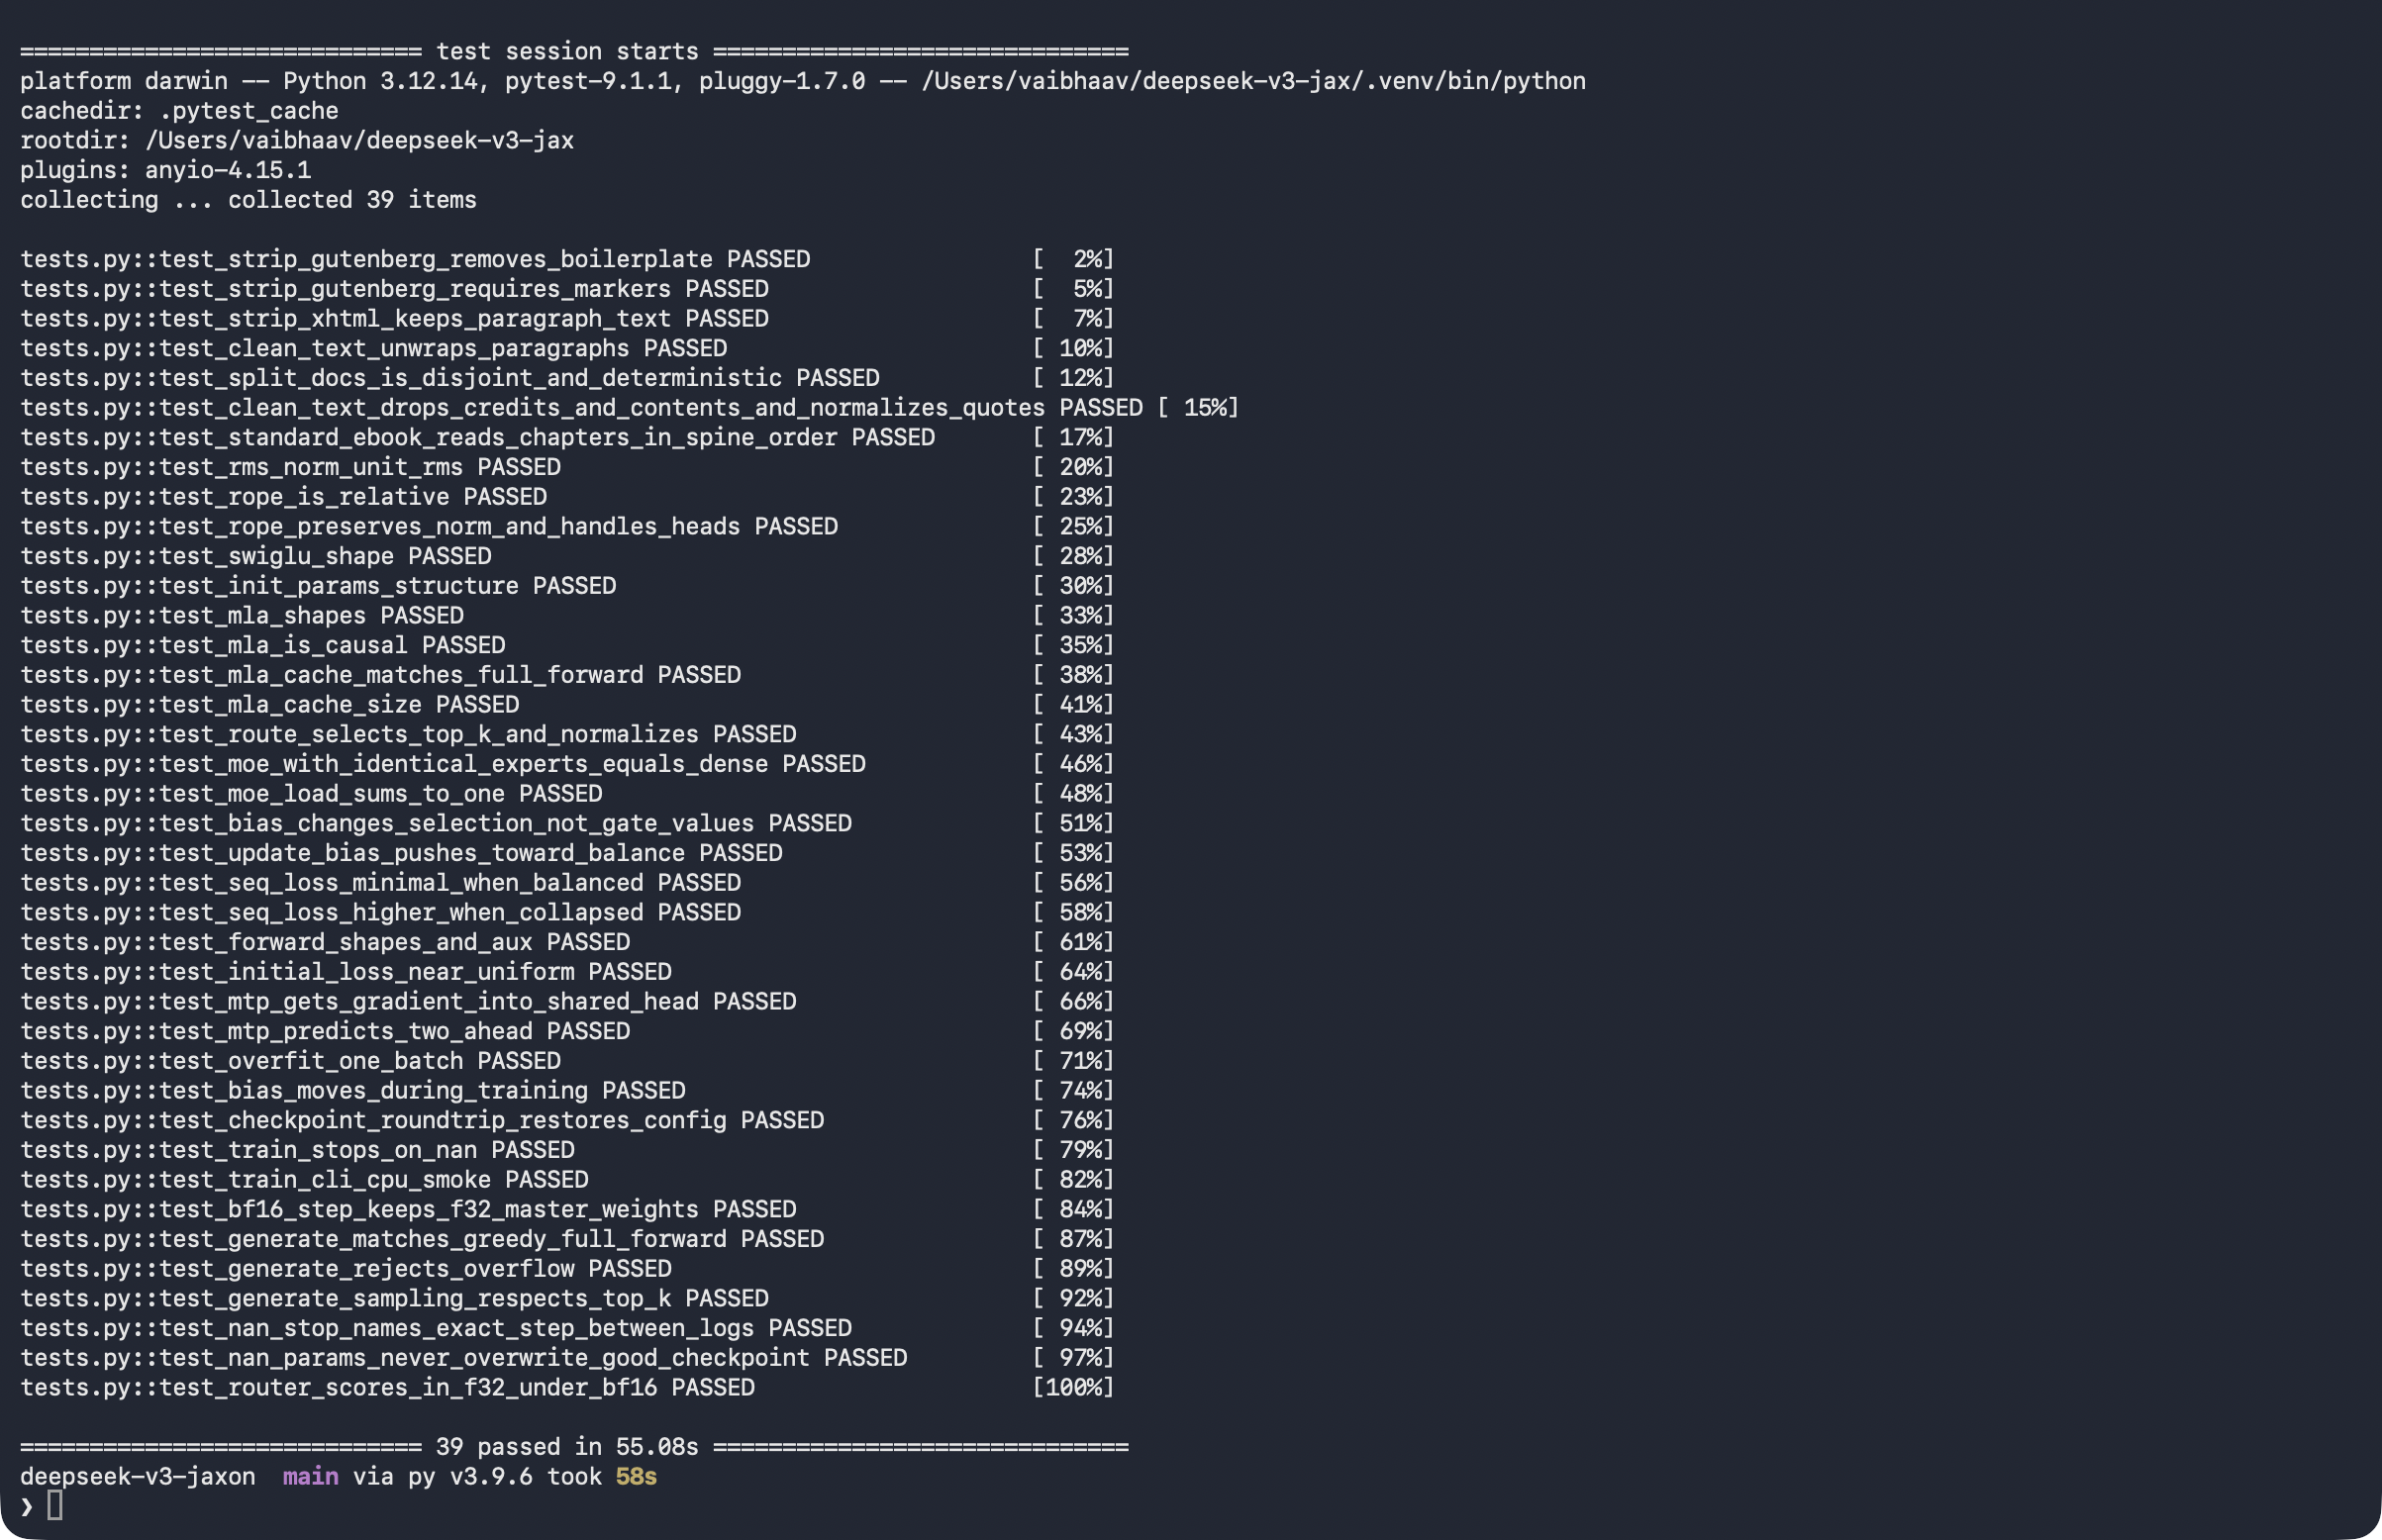 ============================= test session starts ==============================
platform darwin -- Python 3.12.14, pytest-9.1.1, pluggy-1.7.0 -- /Users/vaibhaav/deepseek-v3-jax/.venv/bin/python
cachedir: .pytest_cache
rootdir: /Users/vaibhaav/deepseek-v3-jax
plugins: anyio-4.15.1
collecting ... collected 39 items

tests.py::test_strip_gutenberg_removes_boilerplate PASSED                [  2%]
tests.py::test_strip_gutenberg_requires_markers PASSED                   [  5%]
tests.py::test_strip_xhtml_keeps_paragraph_text PASSED                   [  7%]
tests.py::test_clean_text_unwraps_paragraphs PASSED                      [ 10%]
tests.py::test_split_docs_is_disjoint_and_deterministic PASSED           [ 12%]
tests.py::test_clean_text_drops_credits_and_contents_and_normalizes_quotes PASSED [ 15%]
tests.py::test_standard_ebook_reads_chapters_in_spine_order PASSED       [ 17%]
tests.py::test_rms_norm_unit_rms PASSED                                  [ 20%]
tests.py::test_rope_is_relative PASSED                                   [ 23%]
tests.py::test_rope_preserves_norm_and_handles_heads PASSED              [ 25%]
tests.py::test_swiglu_shape PASSED                                       [ 28%]
tests.py::test_init_params_structure PASSED                              [ 30%]
tests.py::test_mla_shapes PASSED                                         [ 33%]
tests.py::test_mla_is_causal PASSED                                      [ 35%]
tests.py::test_mla_cache_matches_full_forward PASSED                     [ 38%]
tests.py::test_mla_cache_size PASSED                                     [ 41%]
tests.py::test_route_selects_top_k_and_normalizes PASSED                 [ 43%]
tests.py::test_moe_with_identical_experts_equals_dense PASSED            [ 46%]
tests.py::test_moe_load_sums_to_one PASSED                               [ 48%]
tests.py::test_bias_changes_selection_not_gate_values PASSED             [ 51%]
tests.py::test_update_bias_pushes_toward_balance PASSED                  [ 53%]
tests.py::test_seq_loss_minimal_when_balanced PASSED                     [ 56%]
tests.py::test_seq_loss_higher_when_collapsed PASSED                     [ 58%]
tests.py::test_forward_shapes_and_aux PASSED                             [ 61%]
tests.py::test_initial_loss_near_uniform PASSED                          [ 64%]
tests.py::test_mtp_gets_gradient_into_shared_head PASSED                 [ 66%]
tests.py::test_mtp_predicts_two_ahead PASSED                             [ 69%]
tests.py::test_overfit_one_batch PASSED                                  [ 71%]
tests.py::test_bias_moves_during_training PASSED                         [ 74%]
tests.py::test_checkpoint_roundtrip_restores_config PASSED               [ 76%]
tests.py::test_train_stops_on_nan PASSED                                 [ 79%]
tests.py::test_train_cli_cpu_smoke PASSED                                [ 82%]
tests.py::test_bf16_step_keeps_f32_master_weights PASSED                 [ 84%]
tests.py::test_generate_matches_greedy_full_forward PASSED               [ 87%]
tests.py::test_generate_rejects_overflow PASSED                          [ 89%]
tests.py::test_generate_sampling_respects_top_k PASSED                   [ 92%]
tests.py::test_nan_stop_names_exact_step_between_logs PASSED             [ 94%]
tests.py::test_nan_params_never_overwrite_good_checkpoint PASSED         [ 97%]
tests.py::test_router_scores_in_f32_under_bf16 PASSED                    [100%]

============================= 39 passed in 55.08s ==============================
deepseek-v3-jaxon  main via py v3.9.6 took 58s
❯